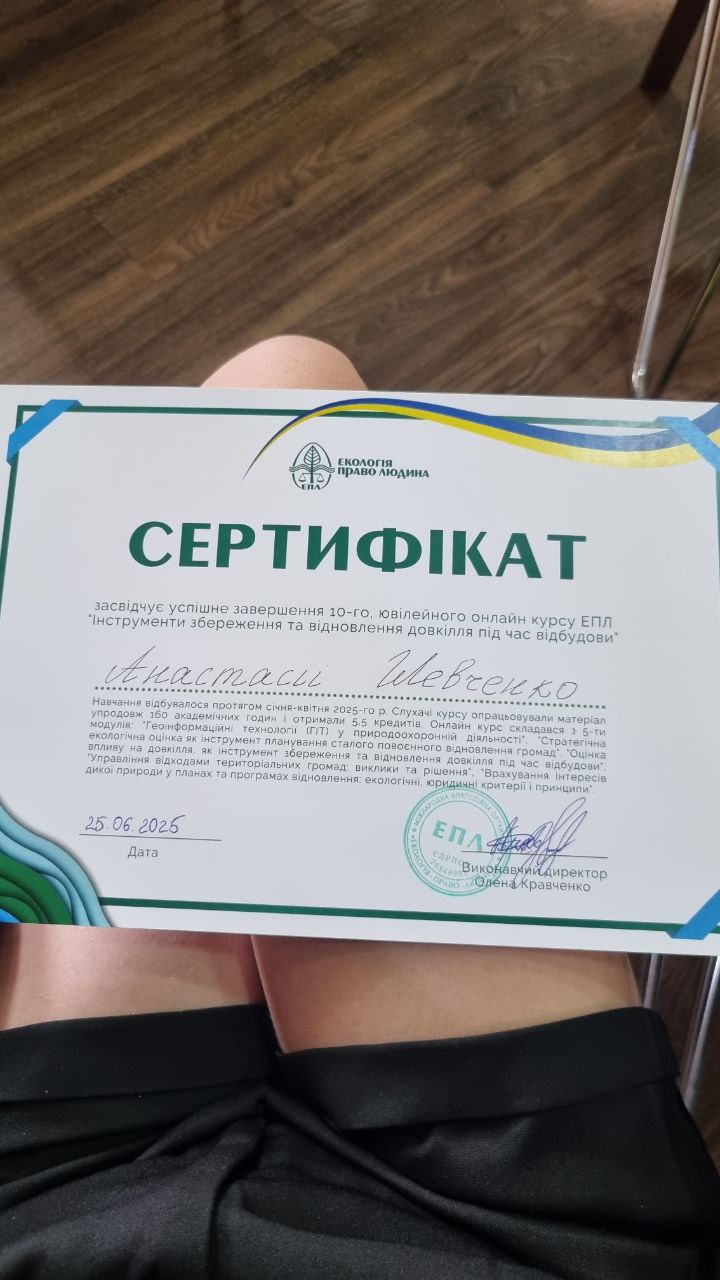 ЕКОЛОГІЯ
ПРАВО ЛЮДИНА
ЕПЛ
СЕРТИФІКАТ
засвідчує успішне завершення 10-го, ювілейного онлайн курсу ЕПЛ
"Інструменти збереження та відновлення довкілля під час відбудови"
Анастасії Шевченко
Навчання відбувалося протягом січня-квітня 2025-го р. Слухачі курсу опрацьовували матеріал
упродовж 160 академічних годин і отримали 5,5 кредитів. Онлайн курс складався з 5-ти
модулів: "Геоінформаційні технології (ГІТ) у природоохоронній діяльності", "Стратегічна
екологічна оцінка як інструмент планування сталого повоєнного відновлення громад", "Оцінка
впливу на довкілля, як інструмент збереження та відновлення довкілля під час відбудови",
"Управління відходами територіальних громад: виклики та рішення", "Врахування інтересів
дикої природи у планах та програмах відновлення: екологічні, юридичні критерії і принципи".
25.06.2025
Дата
МІЖНАРОДНА БЛАГОДІЙНА
ЕКОЛОГІЯ-ПРАВО-ЛЮДИНА
ЕПЛ
Виконавчий директор
Олена Кравченко